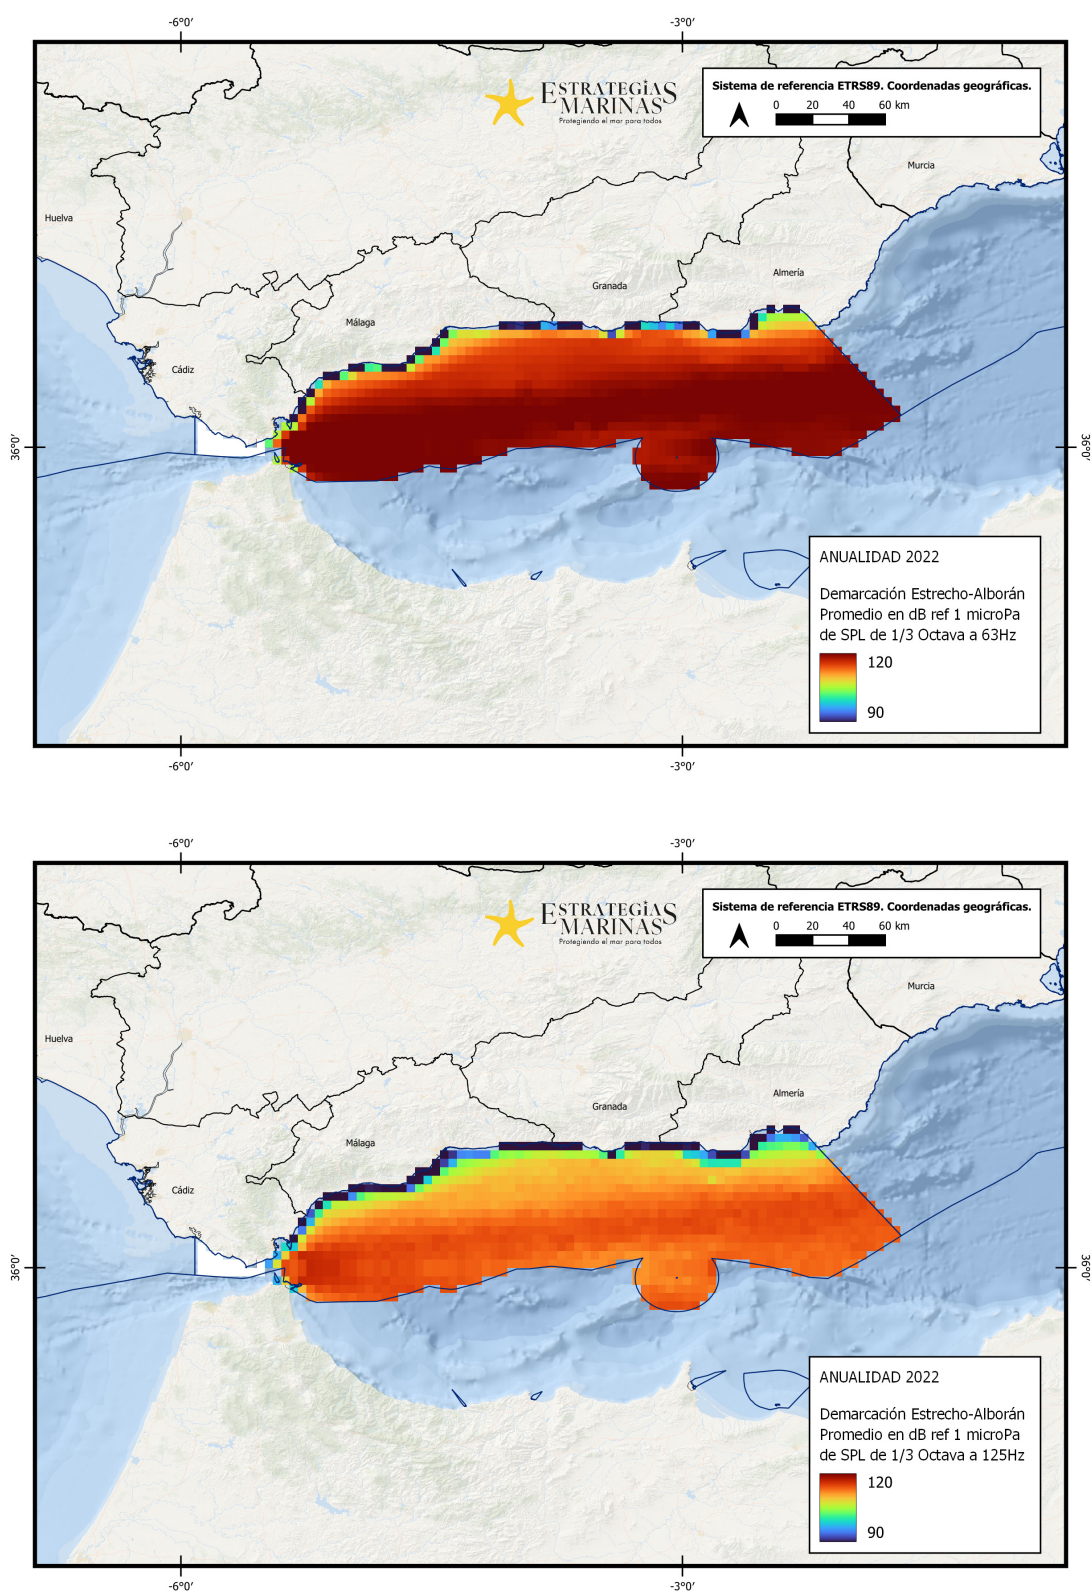 -6°0′
-3°0′
ESTRATEGIAS
MARINAS
Protegiendo el mar para todos
Sistema de referencia ETRS89. Coordenadas geográficas.
0 20 40 60 km
Murcia
Huelva
Almería
Granada
Málaga
Cádiz
36°0′
36°0′
ANUALIDAD 2022
Demarcación Estrecho-Alborán
Promedio en dB ref 1 microPa
de SPL de 1/3 Octava a 63Hz
120
90
-6°0′
-3°0′
-6°0′
-3°0′
ESTRATEGIAS
MARINAS
Protegiendo el mar para todos
Sistema de referencia ETRS89. Coordenadas geográficas.
0 20 40 60 km
Murcia
Huelva
Almería
Granada
Málaga
Cádiz
36°0′
36°0′
ANUALIDAD 2022
Demarcación Estrecho-Alborán
Promedio en dB ref 1 microPa
de SPL de 1/3 Octava a 125Hz
120
90
-6°0′
-3°0′